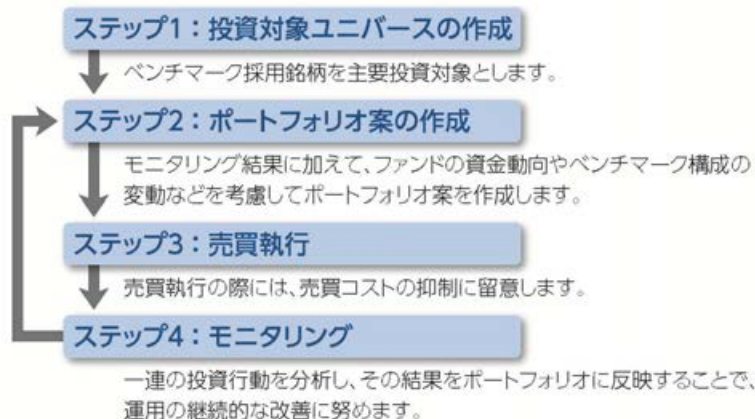 ステップ1：投資対象ユニバースの作成
ベンチマーク採用銘柄を主要投資対象とします。
ステップ2：ポートフォリオ案の作成
モニタリング結果に加えて、ファンドの資金動向やベンチマーク構成の
変動などを考慮してポートフォリオ案を作成します。
ステップ3：売買執行
売買執行の際には、売買コストの抑制に留意します。
ステップ4：モニタリング
一連の投資行動を分析し、その結果をポートフォリオに反映することで、
運用の継続的な改善に努めます。